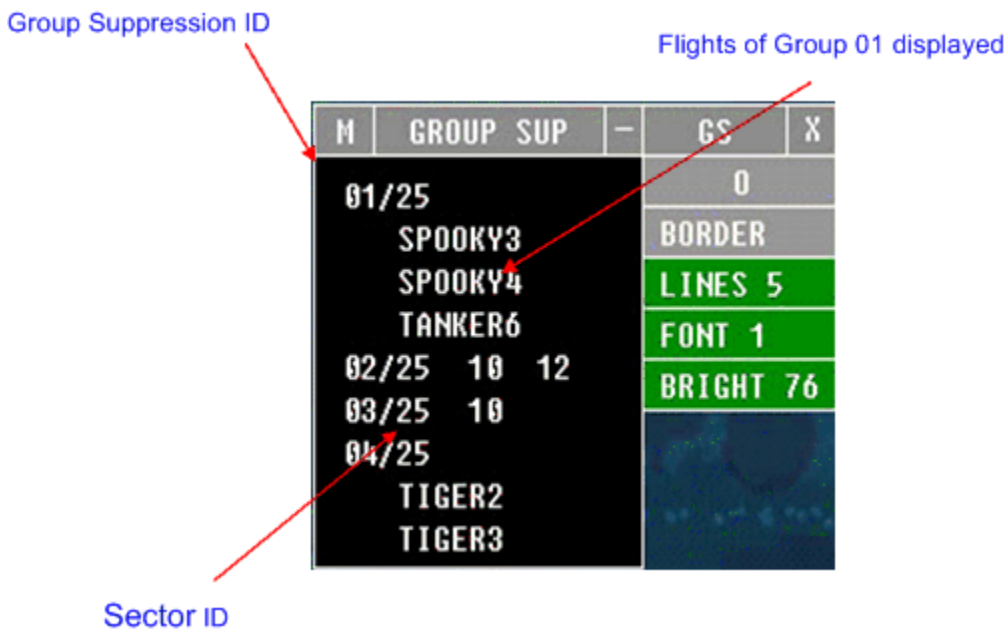 Group Suppression ID
Flights of Group 01 displayed
M GROUP SUP – GS X
01/25
SPOOKY3
SPOOKY4
TANKER6
02/25 10 12
03/25 10
04/25
TIGER2
TIGER3
0
BORDER
LINES 5
FONT 1
BRIGHT 76
Sector ID